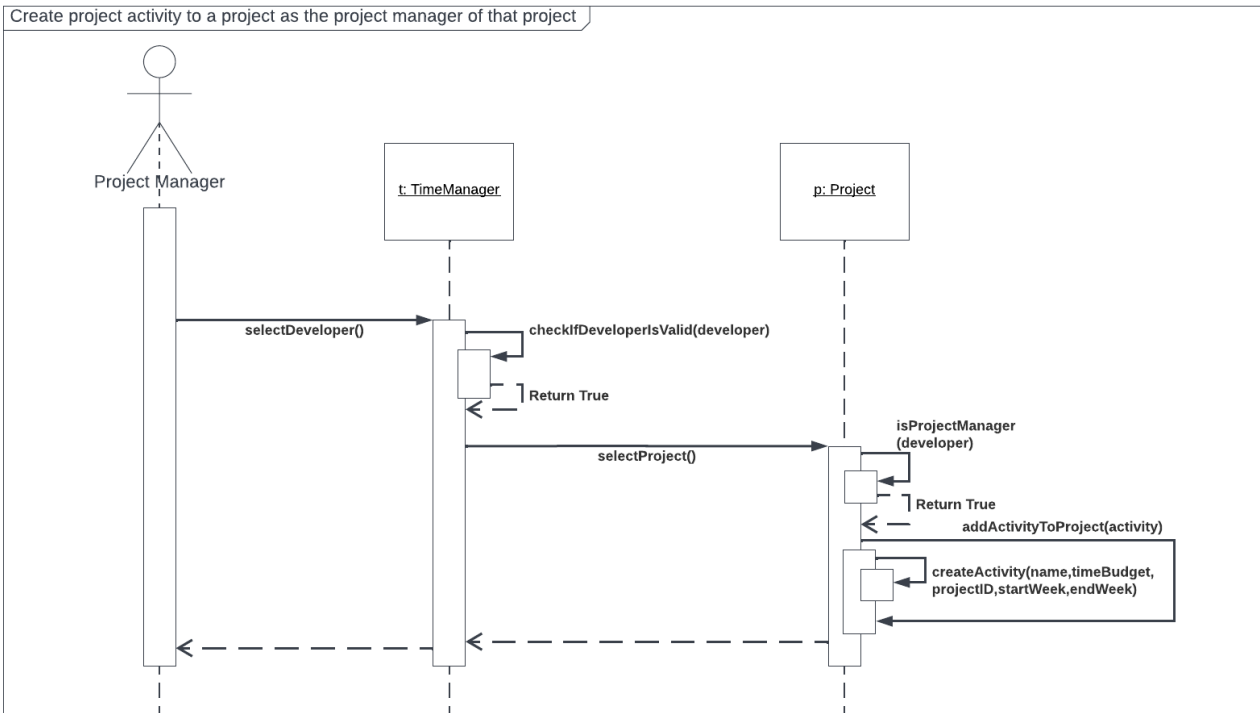 Create project activity to a project as the project manager of that project
Project Manager
t: TimeManager
p: Project
selectDeveloper()
checkIfDeveloperIsValid(developer)
Return True
selectProject()
isProjectManager
(developer)
Return True
addActivityToProject(activity)
createActivity(name,timeBudget,
projectID,startWeek,endWeek)